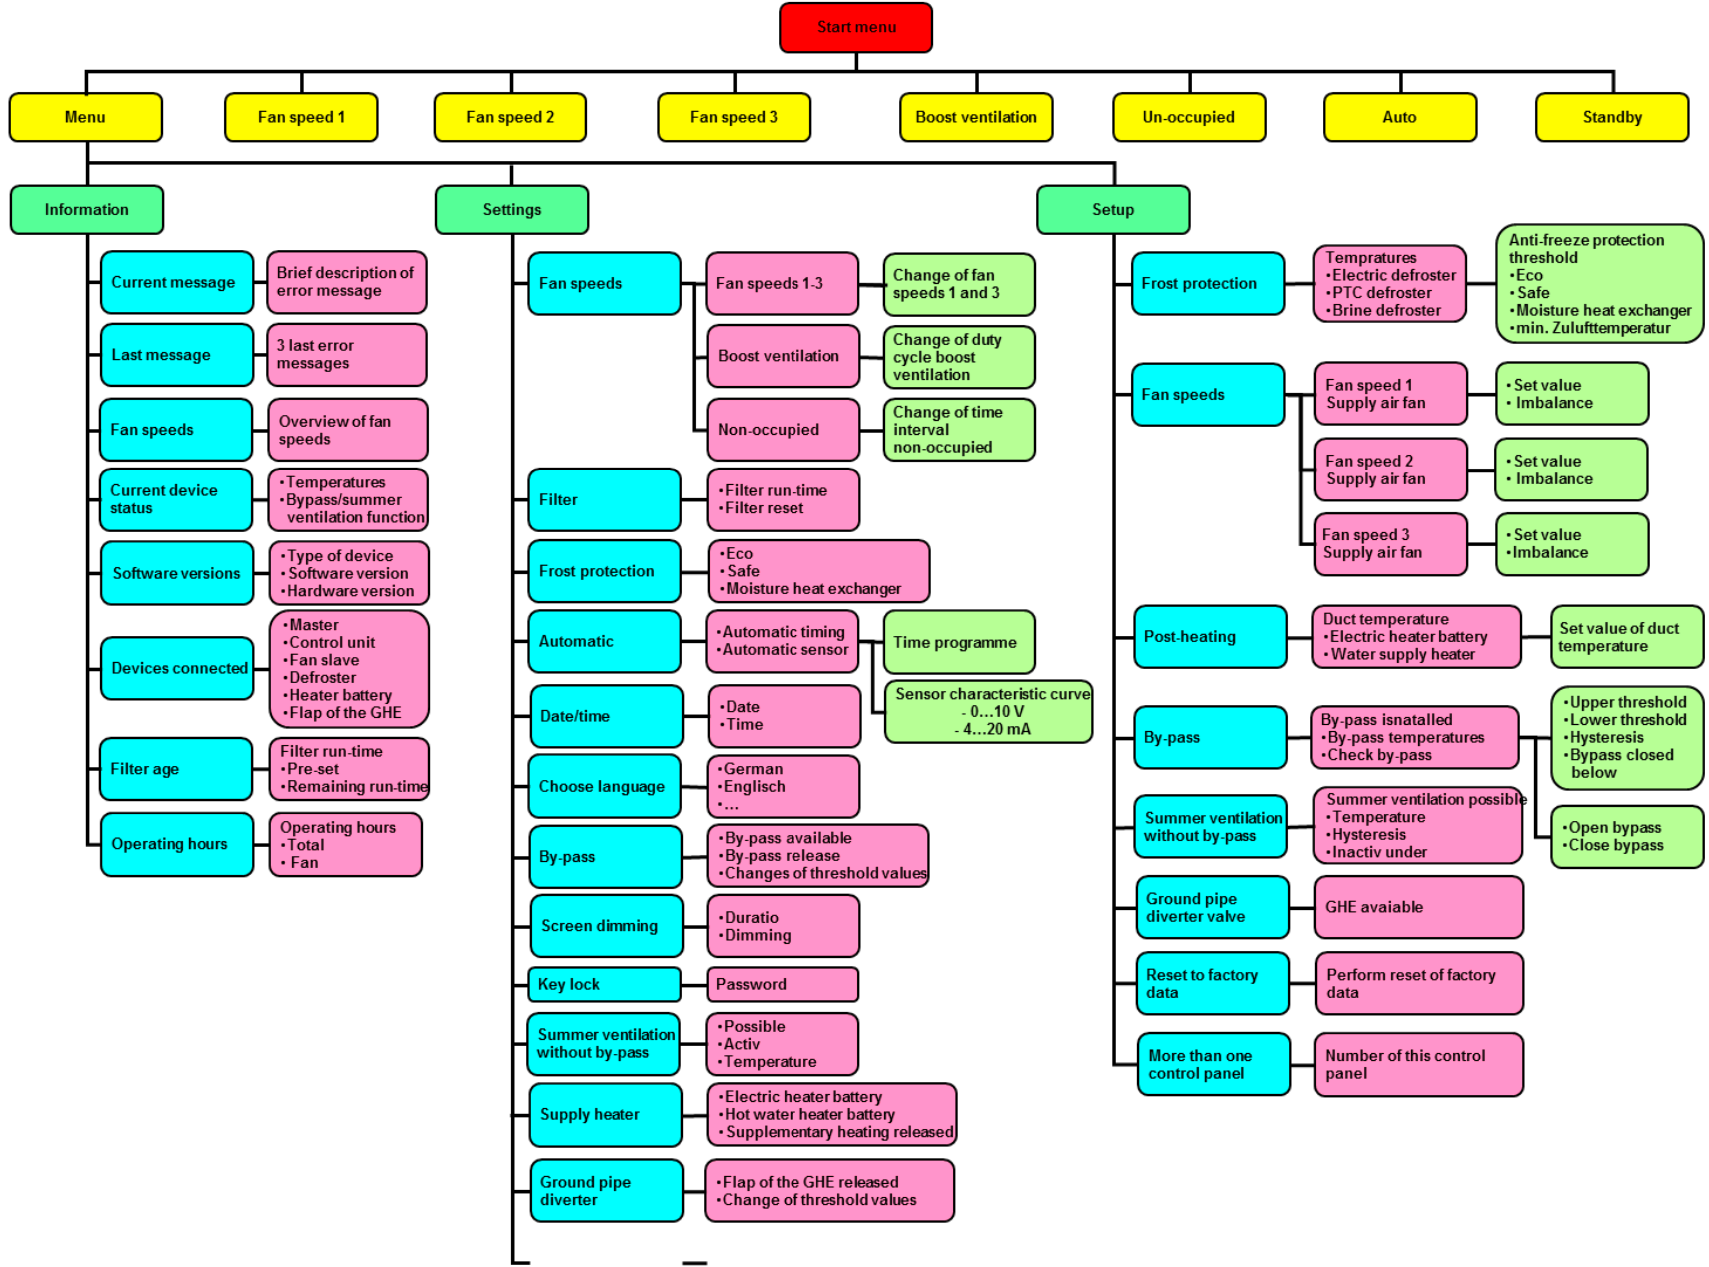 Start menu
Menu
Fan speed 1
Fan speed 2
Fan speed 3
Boost ventilation
Un-occupied
Auto
Standby
Information
Settings
Setup
Current message
Brief description of
error message
Last message
3 last error
messages
Fan speeds
Overview of fan
speeds
Current device
status
•Temperatures
•Bypass/summer
ventilation function
Software versions
•Type of device
•Software version
•Hardware version
Devices connected
•Master
•Control unit
•Fan slave
•Defroster
•Heater battery
•Flap of the GHE
Filter age
Filter run-time
•Pre-set
•Remaining run-time
Operating hours
Operating hours
•Total
• Fan
Fan speeds
Fan speeds 1-3
Change of fan
speeds 1 and 3
Boost ventilation
Change of duty
cycle boost
ventilation
Non-occupied
Change of time
interval
non-occupied
Filter
•Filter run-time
•Filter reset
Frost protection
•Eco
•Safe
•Moisture heat exchanger
Automatic
•Automatic timing
•Automatic sensor
Time programme
Sensor characteristic curve
- 0...10 V
- 4...20 mA
Date/time
•Date
•Time
Choose language
•German
•Englisch
•...
By-pass
•By-pass available
•By-pass release
•Changes of threshold values
Screen dimming
•Duratio
•Dimming
Key lock
Password
Summer ventilation
without by-pass
•Possible
•Activ
•Temperature
Supply heater
•Electric heater battery
•Hot water heater battery
•Supplementary heating released
Ground pipe
diverter
•Flap of the GHE released
•Change of threshold values
Frost protection
Tempratures
•Electric defroster
•PTC defroster
•Brine defroster
Anti-freeze protection
threshold
•Eco
•Safe
•Moisture heat exchanger
•min. Zulufttemperatur
Fan speeds
Fan speed 1
Supply air fan
• Set value
• Imbalance
Fan speed 2
Supply air fan
•Set value
• Imbalance
Fan speed 3
Supply air fan
• Set value
•Imbalance
Post-heating
Duct temperature
•Electric heater battery
•Water supply heater
Set value of duct
temperature
By-pass
By-pass isnatalled
•By-pass temperatures
•Check by-pass
•Upper threshold
•Lower threshold
•Hysteresis
•Bypass closed
below
•Open bypass
•Close bypass
Summer ventilation
without by-pass
Summer ventilation possible
•Temperature
•Hysteresis
•Inactiv under
Ground pipe
diverter valve
GHE avaiable
Reset to factory
data
Perform reset of factory
data
More than one
control panel
Number of this control
panel